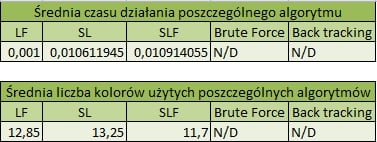 Średnia czasu działania poszczególnego algorytmu
LF SL SLF Brute Force Back tracking
0,001 0,010611945 0,010914055 N/D N/D
Średnia liczba kolorów użytych poszczególnych algorytmów
LF SL SLF Brute Force Back tracking
12,85 13,25 11,7 N/D N/D